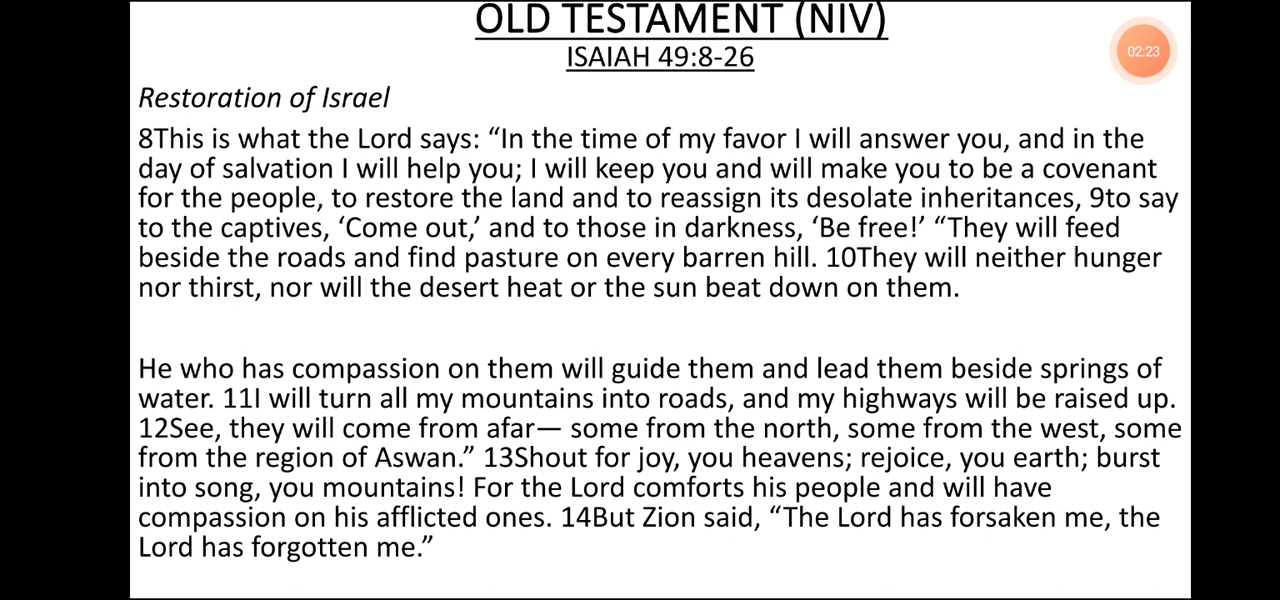 OLD TESTAMENT (NIV)
ISAIAH 49:8-26
02:23
Restoration of Israel
8This is what the Lord says: “In the time of my favor I will answer you, and in the
day of salvation I will help you; I will keep you and will make you to be a covenant
for the people, to restore the land and to reassign its desolate inheritances, 9to say
to the captives, ‘Come out,’ and to those in darkness, ‘Be free!’ “They will feed
beside the roads and find pasture on every barren hill. 10They will neither hunger
nor thirst, nor will the desert heat or the sun beat down on them.
He who has compassion on them will guide them and lead them beside springs of
water. 11I will turn all my mountains into roads, and my highways will be raised up.
12See, they will come from afar— some from the north, some from the west, some
from the region of Aswan.” 13Shout for joy, you heavens; rejoice, you earth; burst
into song, you mountains! For the Lord comforts his people and will have
compassion on his afflicted ones. 14But Zion said, “The Lord has forsaken me, the
Lord has forgotten me.”